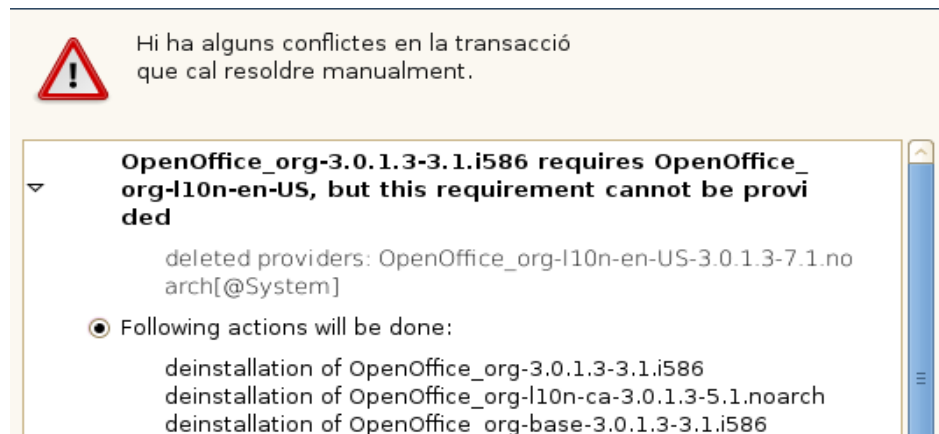 Hi ha alguns conflictes en la transacció
que cal resoldre manualment.
OpenOffice_org-3.0.1.3-3.1.i586 requires OpenOffice_
org-l10n-en-US, but this requirement cannot be provi
ded
deleted providers: OpenOffice_org-l10n-en-US-3.0.1.3-7.1.no
arch[@System]
Following actions will be done:
deinstallation of OpenOffice_org-3.0.1.3-3.1.i586
deinstallation of OpenOffice_org-l10n-ca-3.0.1.3-5.1.noarch
deinstallation of OpenOffice_org-base-3.0.1.3-3.1.i586